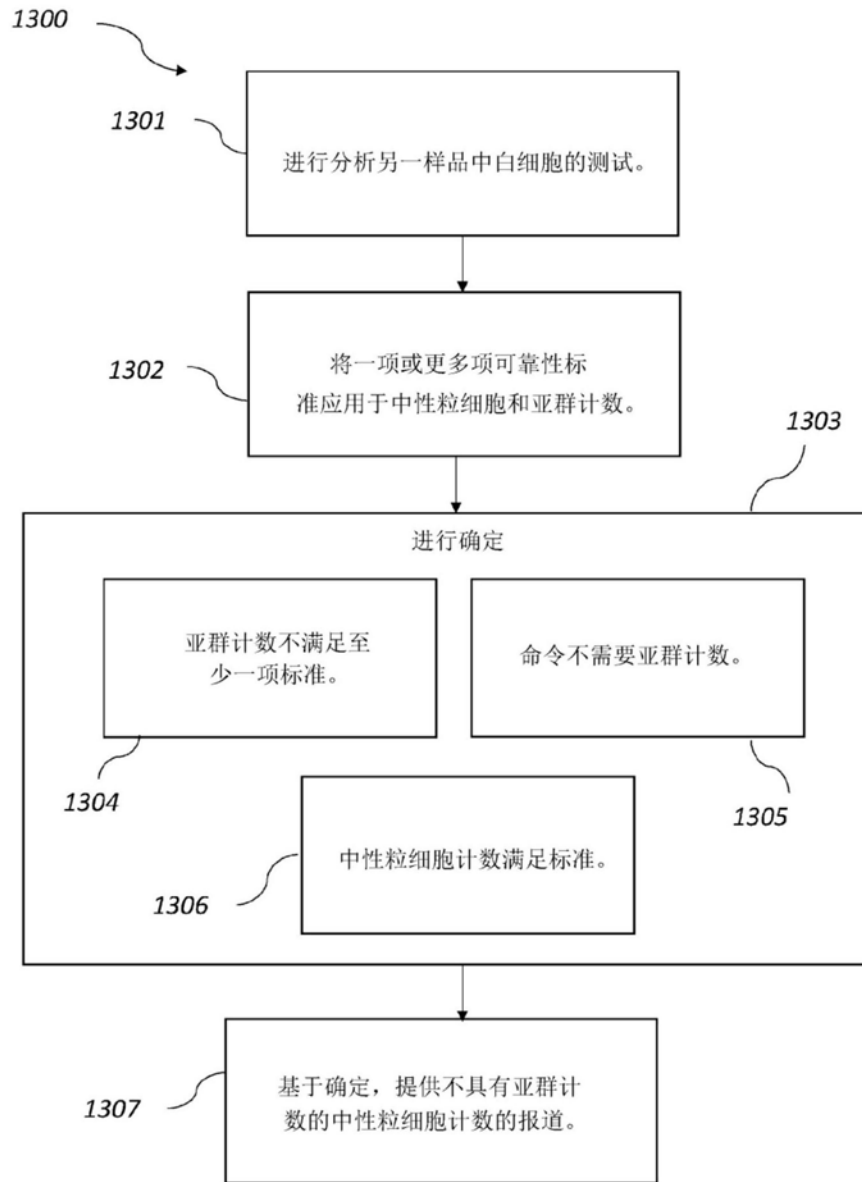 1300
1301
进行分析另一样品中白细胞的测试。
1302
将一项或更多项可靠性标
准应用于中性粒细胞和亚群计数。
1303
进行确定
亚群计数不满足至
少一项标准。
命令不需要亚群计数。
1304
1305
中性粒细胞计数满足标准。
1306
基于确定，提供不具有亚群计
数的中性粒细胞计数的报道。
1307